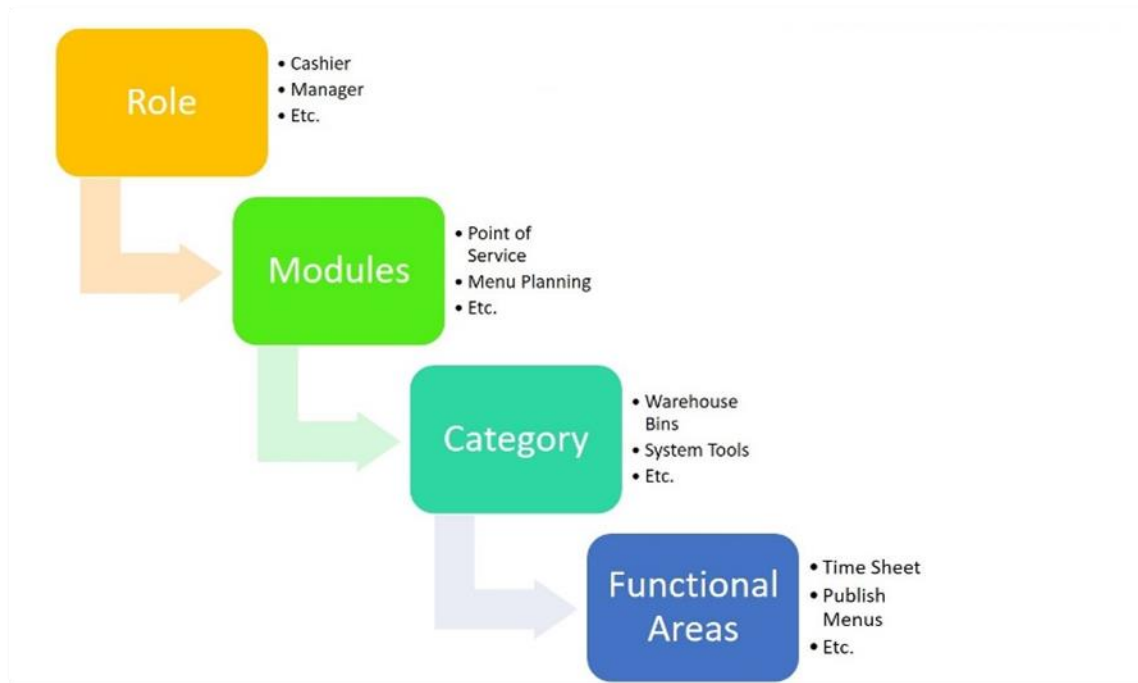 Role
• Cashier
• Manager
• Etc.
Modules
• Point of
Service
• Menu Planning
• Etc.
Category
• Warehouse
Bins
• System Tools
• Etc.
Functional
Areas
• Time Sheet
• Publish
Menus
• Etc.